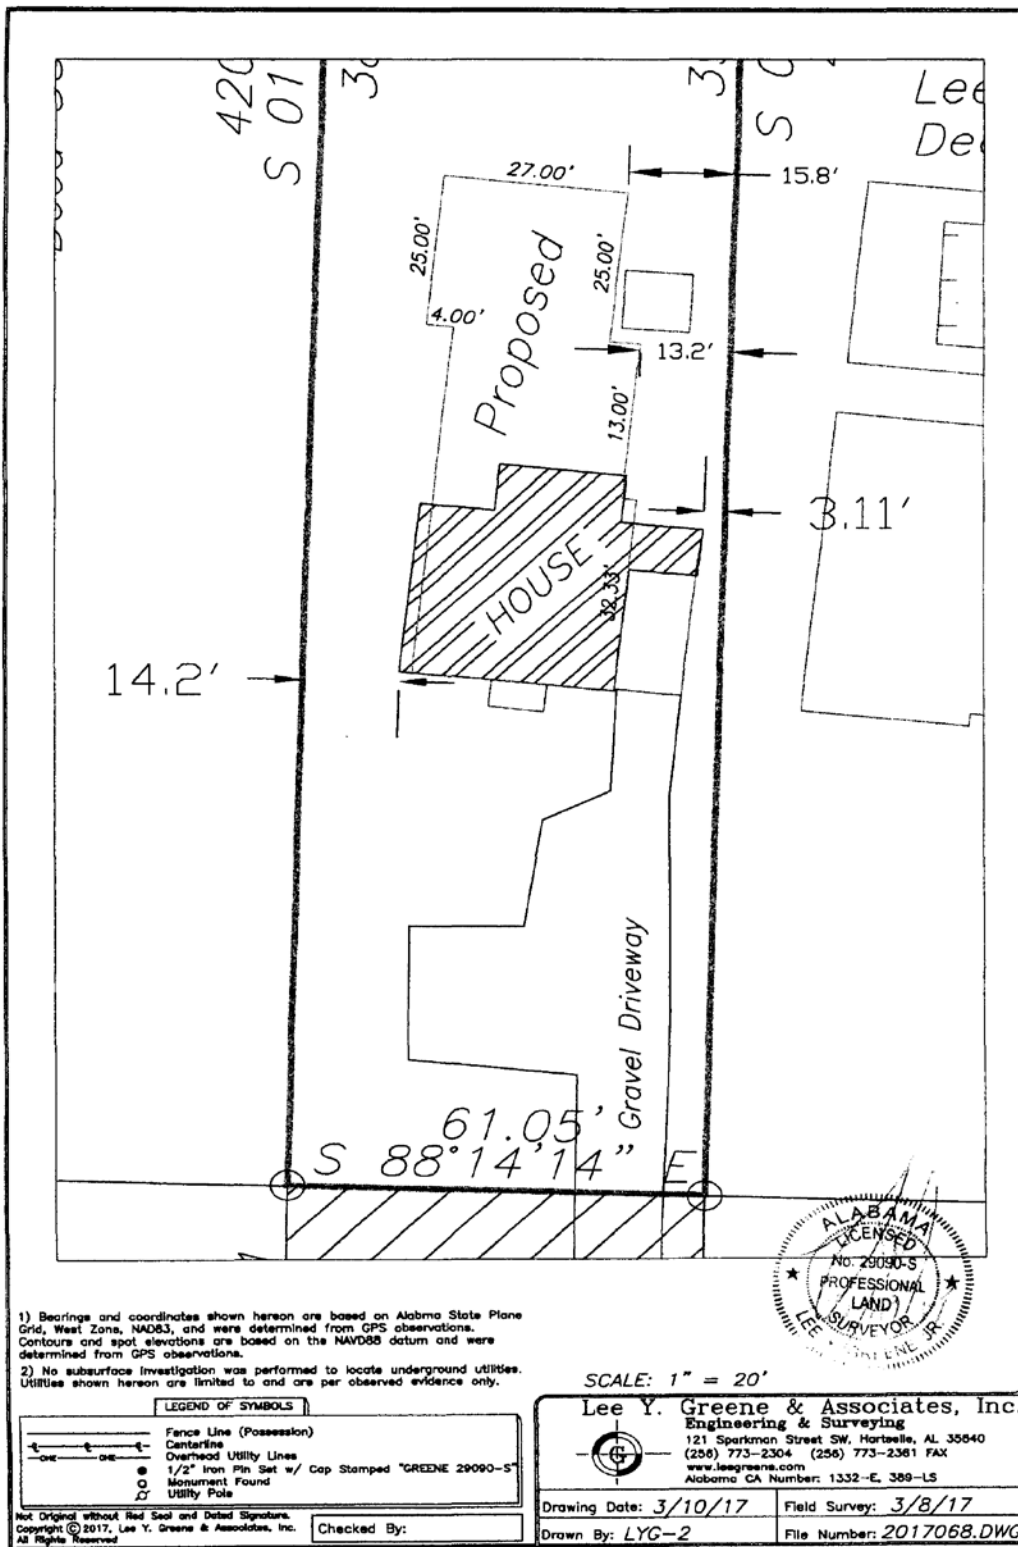 420
S 01
Lee
S 0
27.00'
15.8'
25.00'
25.00'
Proposed
4.00'
13.2'
13.00'
3.11'
HOUSE
32.33'
14.2'
Gravel Driveway
61.05'
S 88°14'14" E
ALABAMA
LICENSED
No. 29090-S
PROFESSIONAL
LAND
SURVEYOR
LEE
GREENE JR.
1) Bearings and coordinates shown hereon are based on Alabma State Plane
Grid, West Zone, NAD83, and were determined from GPS observations.
Contours and spot elevations are based on the NAVD88 datum and were
determined from GPS observations.
2) No subsurface investigation was performed to locate underground utilities.
Utilities shown hereon are limited to and are per observed evidence only.
SCALE: 1" = 20'
LEGEND OF SYMBOLS
Fence Line (Possession)
Centerline
OHE OHE Overhead Utility Lines
1/2" Iron Pin Set w/ Cap Stamped "GREENE 29090-S"
Monument Found
Utility Pole
Not Original without Red Seal and Dated Signature.
Copyright © 2017, Lee Y. Greene & Associates, Inc.
All Rights Reserved
Checked By:
Lee Y. Greene & Associates, Inc.
Engineering & Surveying
G
121 Sparkman Street SW, Hartselle, AL 35640
(256) 773-2304 (256) 773-2361 FAX
www.leegreene.com
Alabama CA Number: 1332-E, 389-LS
Drawing Date: 3/10/17
Field Survey: 3/8/17
Drawn By: LYG-2
File Number: 2017068.DWG